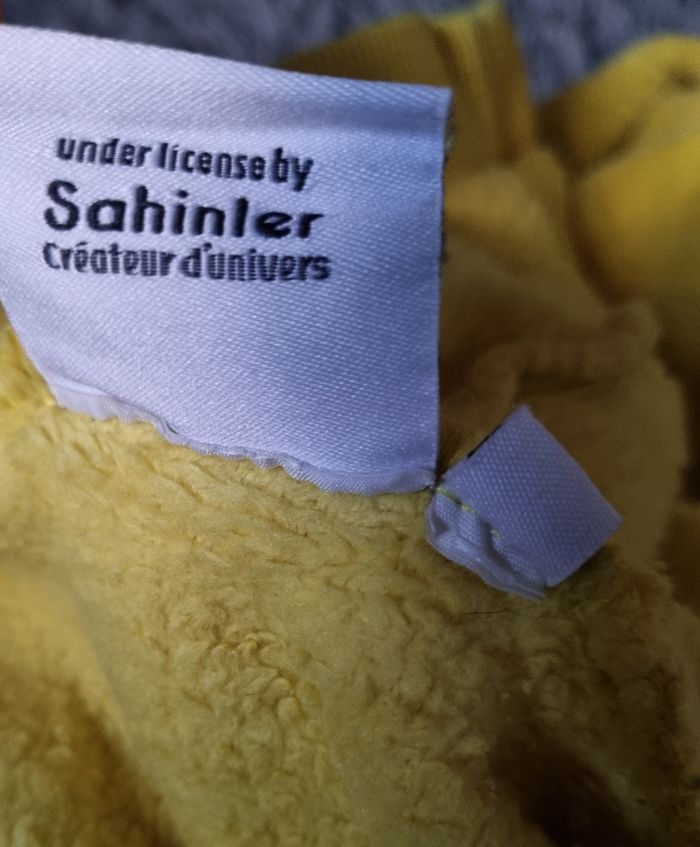 under license by
Sahinler
Créateur d'univers